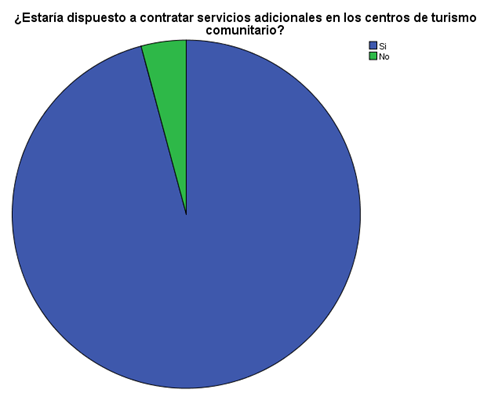 ¿Estaría dispuesto a contratar servicios adicionales en los centros de turismo
comunitario?
Si
No